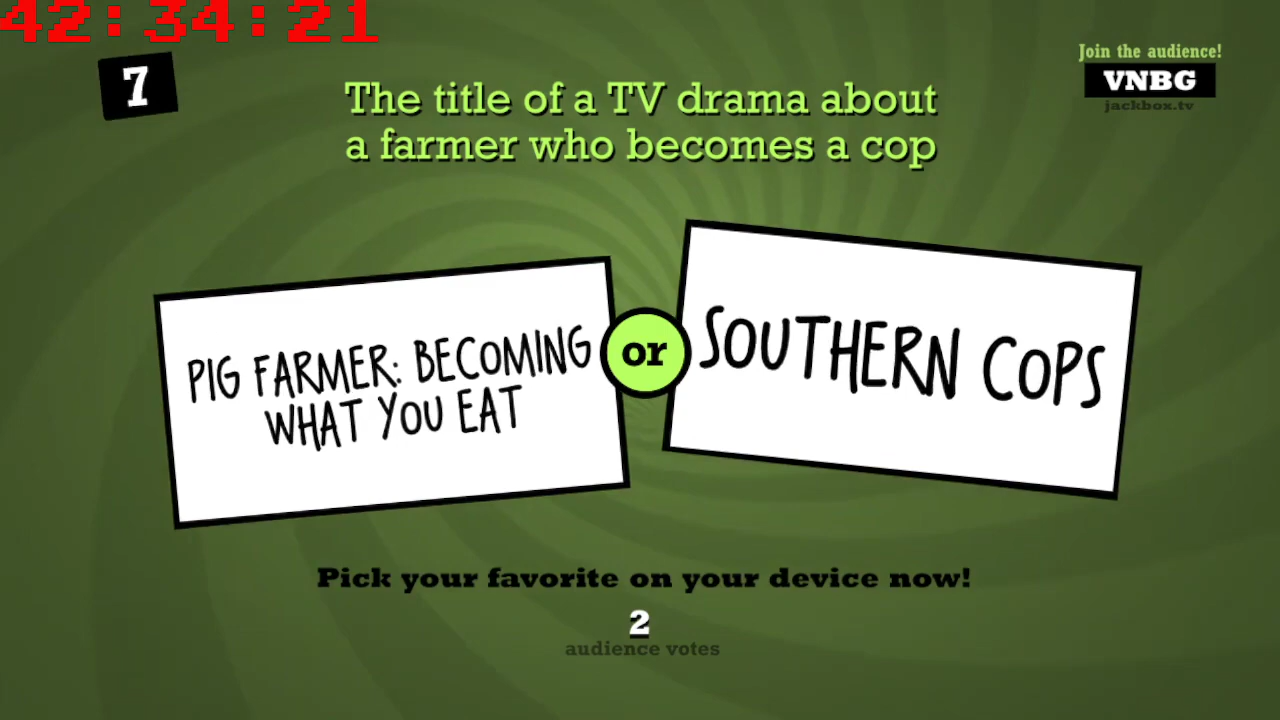 42:34:21
7
Join the audience!
VNBG
jackbox.tv
The title of a TV drama about
a farmer who becomes a cop
PIG FARMER: BECOMING
WHAT YOU EAT
or
SOUTHERN COPS
Pick your favorite on your device now!
2
audience votes